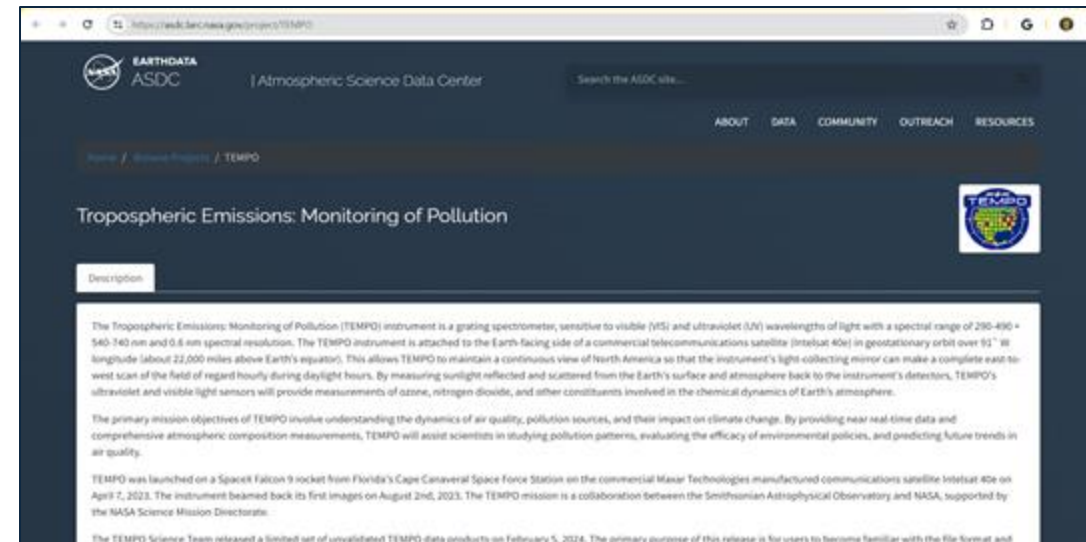 https://asdc.larc.nasa.gov/project/TEMPO
NASA
EARTHDATA
ASDC
| Atmospheric Science Data Center
Search the ASDC site...
ABOUT DATA COMMUNITY OUTREACH RESOURCES
Home / Browse Projects / TEMPO
Tropospheric Emissions: Monitoring of Pollution
TEMPO
Description
The Tropospheric Emissions: Monitoring of Pollution (TEMPO) instrument is a grating spectrometer, sensitive to visible (VIS) and ultraviolet (UV) wavelengths of light with a spectral range of 290-490 +
540-740 nm and 0.6 nm spectral resolution. The TEMPO instrument is attached to the Earth-facing side of a commercial telecommunications satellite (Intelsat 40e) in geostationary orbit over 91˚ W
longitude (about 22,000 miles above Earth's equator). This allows TEMPO to maintain a continuous view of North America so that the instrument's light-collecting mirror can make a complete east-to-
west scan of the field of regard hourly during daylight hours. By measuring sunlight reflected and scattered from the Earth's surface and atmosphere back to the instrument's detectors, TEMPO's
ultraviolet and visible light sensors will provide measurements of ozone, nitrogen dioxide, and other constituents involved in the chemical dynamics of Earth's atmosphere.
The primary mission objectives of TEMPO involve understanding the dynamics of air quality, pollution sources, and their impact on climate change. By providing near real-time data and
comprehensive atmospheric composition measurements, TEMPO will assist scientists in studying pollution patterns, evaluating the efficacy of environmental policies, and predicting future trends in
air quality.
TEMPO was launched on a SpaceX Falcon 9 rocket from Florida's Cape Canaveral Space Force Station on the commercial Maxar Technologies manufactured communications satellite Intelsat 40e on
April 7, 2023. The instrument beamed back its first images on August 2nd, 2023. The TEMPO mission is a collaboration between the Smithsonian Astrophysical Observatory and NASA, supported by
the NASA Science Mission Directorate.
The TEMPO Science Team released a limited set of unvalidated TEMPO data products on February 5, 2024. The primary purpose of this release is for users to become familiar with the file format and